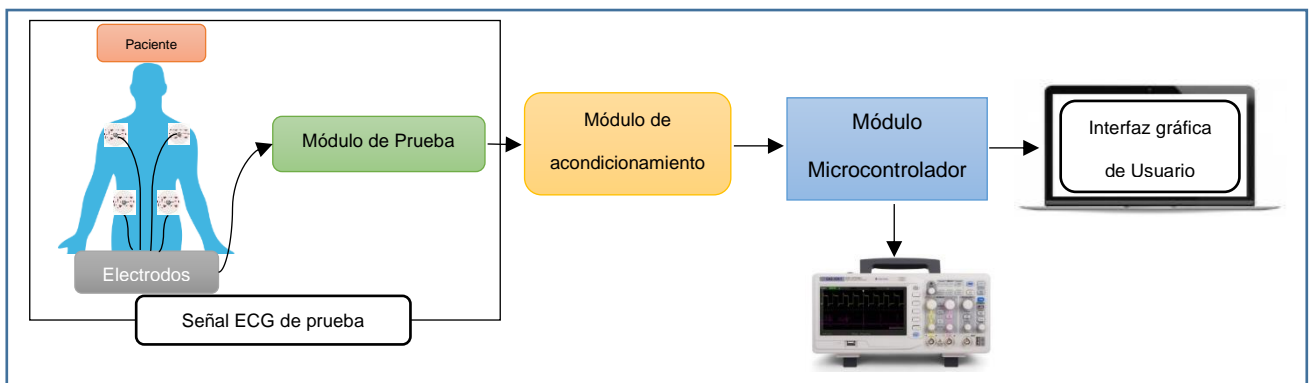 Paciente
Electrodos
Señal ECG de prueba
Módulo de Prueba
Módulo de
acondicionamiento
Módulo
Microcontrolador
Interfaz gráfica
de Usuario